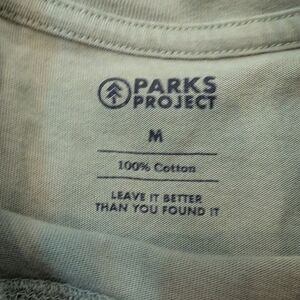 PARKS
PROJECT
M
100% Cotton
LEAVE IT BETTER
THAN YOU FOUND IT